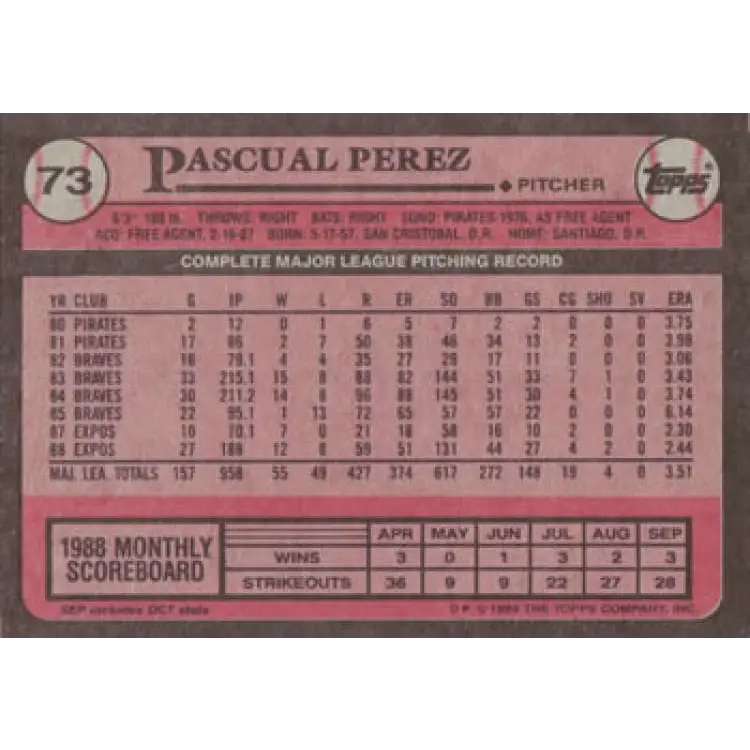 73
PASCUAL PEREZ
PITCHER
Topps®
6'3" 188 lb. THROWS: RIGHT BATS: RIGHT SGND: PIRATES-1976, AS FREE AGENT
ACQ: FREE AGENT, 2-19-87 BORN: 5-17-57, SAN CRISTOBAL, D.R. HOME: SANTIAGO, D.R.
COMPLETE MAJOR LEAGUE PITCHING RECORD
YR CLUB G IP W L R ER SO BB GS CG SHO SV ERA
80 PIRATES 2 12 0 1 6 5 7 2 2 0 0 0 3.75
81 PIRATES 17 86 2 7 50 38 46 34 13 2 0 0 3.98
82 BRAVES 16 79.1 4 4 35 27 29 17 11 0 0 0 3.06
83 BRAVES 33 215.1 15 8 88 82 144 51 33 7 1 0 3.43
84 BRAVES 30 211.2 14 8 96 88 145 51 30 4 1 0 3.74
85 BRAVES 22 95.1 1 13 72 65 57 57 22 0 0 0 6.14
87 EXPOS 10 70.1 7 0 21 18 58 16 10 2 0 0 2.30
88 EXPOS 27 188 12 8 59 51 131 44 27 4 2 0 2.44
MAJ. LEA. TOTALS 157 958 55 49 427 374 617 272 148 19 4 0 3.51
1988 MONTHLY SCOREBOARD
APR MAY JUN JUL AUG SEP
WINS 3 0 1 3 2 3
STRIKEOUTS 36 9 9 22 27 28
SEP includes OCT stats
D.P. © 1989 THE TOPPS COMPANY, INC.